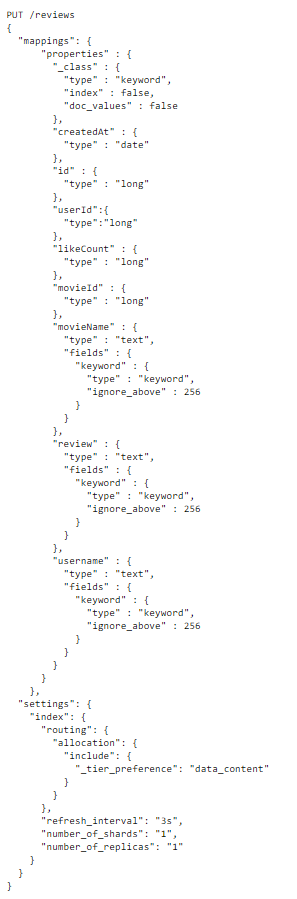 PUT /reviews
{
  "mappings": {
      "properties" : {
        "_class" : {
          "type" : "keyword",
          "index" : false,
          "doc_values" : false
        },
        "createdAt" : {
          "type" : "date"
        },
        "id" : {
          "type" : "long"
        },
        "userId":{
          "type":"long"
        },
        "likeCount" : {
          "type" : "long"
        },
        "movieId" : {
          "type" : "long"
        },
        "movieName" : {
          "type" : "text",
          "fields" : {
            "keyword" : {
              "type" : "keyword",
              "ignore_above" : 256
            }
          }
        },
        "review" : {
          "type" : "text",
          "fields" : {
            "keyword" : {
              "type" : "keyword",
              "ignore_above" : 256
            }
          }
        },
        "username" : {
          "type" : "text",
          "fields" : {
            "keyword" : {
              "type" : "keyword",
              "ignore_above" : 256
            }
          }
        }
      }
    },
  "settings": {
    "index": {
      "routing": {
        "allocation": {
          "include": {
            "_tier_preference": "data_content"
          }
        }
      },
      "refresh_interval": "3s",
      "number_of_shards": "1",
      "number_of_replicas": "1"
    }
  }
}